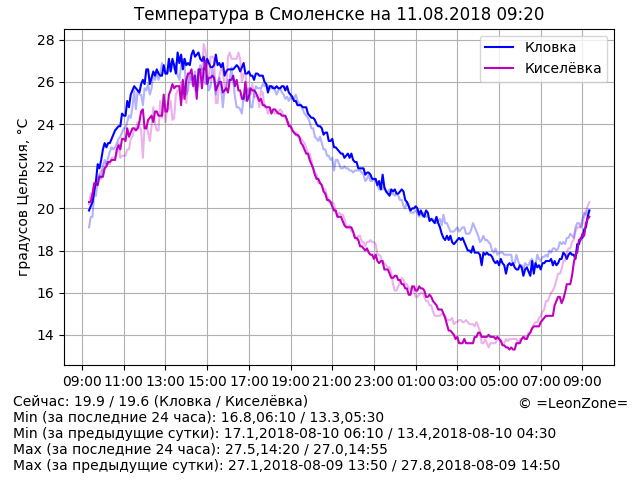 Температура в Смоленске на 11.08.2018 09:20
градусов Цельсия, °C
28
26
24
22
20
18
16
14
Кловка
Киселёвка
09:00 11:00 13:00 15:00 17:00 19:00 21:00 23:00 01:00 03:00 05:00 07:00 09:00
Сейчас: 19.9 / 19.6 (Кловка / Киселёвка)
© =LeonZone=
Min (за последние 24 часа): 16.8,06:10 / 13.3,05:30
Min (за предыдущие сутки): 17.1,2018-08-10 06:10 / 13.4,2018-08-10 04:30
Max (за последние 24 часа): 27.5,14:20 / 27.0,14:55
Max (за предыдущие сутки): 27.1,2018-08-09 13:50 / 27.8,2018-08-09 14:50